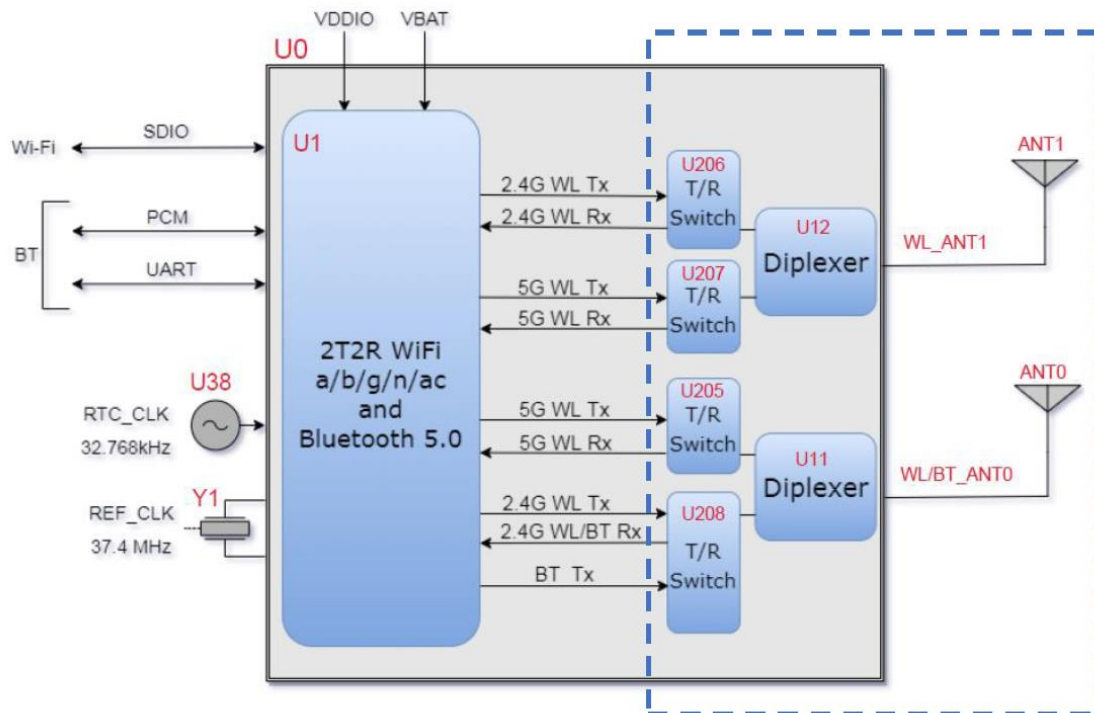 VDDIO
VBAT
U0
U1
Wi-Fi
SDIO
BT
PCM
UART
U38
RTC_CLK
32.768kHz
Y1
REF_CLK
37.4 MHz
2T2R WiFi
a/b/g/n/ac
and
Bluetooth 5.0
2.4G WL Tx
2.4G WL Rx
5G WL Tx
5G WL Rx
5G WL Tx
5G WL Rx
2.4G WL Tx
2.4G WL/BT Rx
BT Tx
U206
T/R
Switch
U207
T/R
Switch
U205
T/R
Switch
U208
T/R
Switch
U12
Diplexer
U11
Diplexer
ANT1
WL_ANT1
ANT0
WL/BT_ANT0